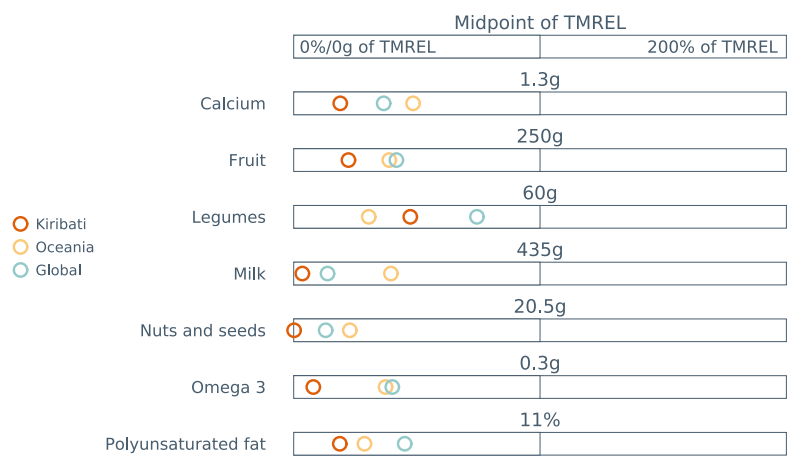 Midpoint of TMREL
0%/0g of TMREL 200% of TMREL
1.3g
Calcium
250g
Fruit
60g
Legumes
Kiribati
Oceania
Global
435g
Milk
20.5g
Nuts and seeds
0.3g
Omega 3
11%
Polyunsaturated fat